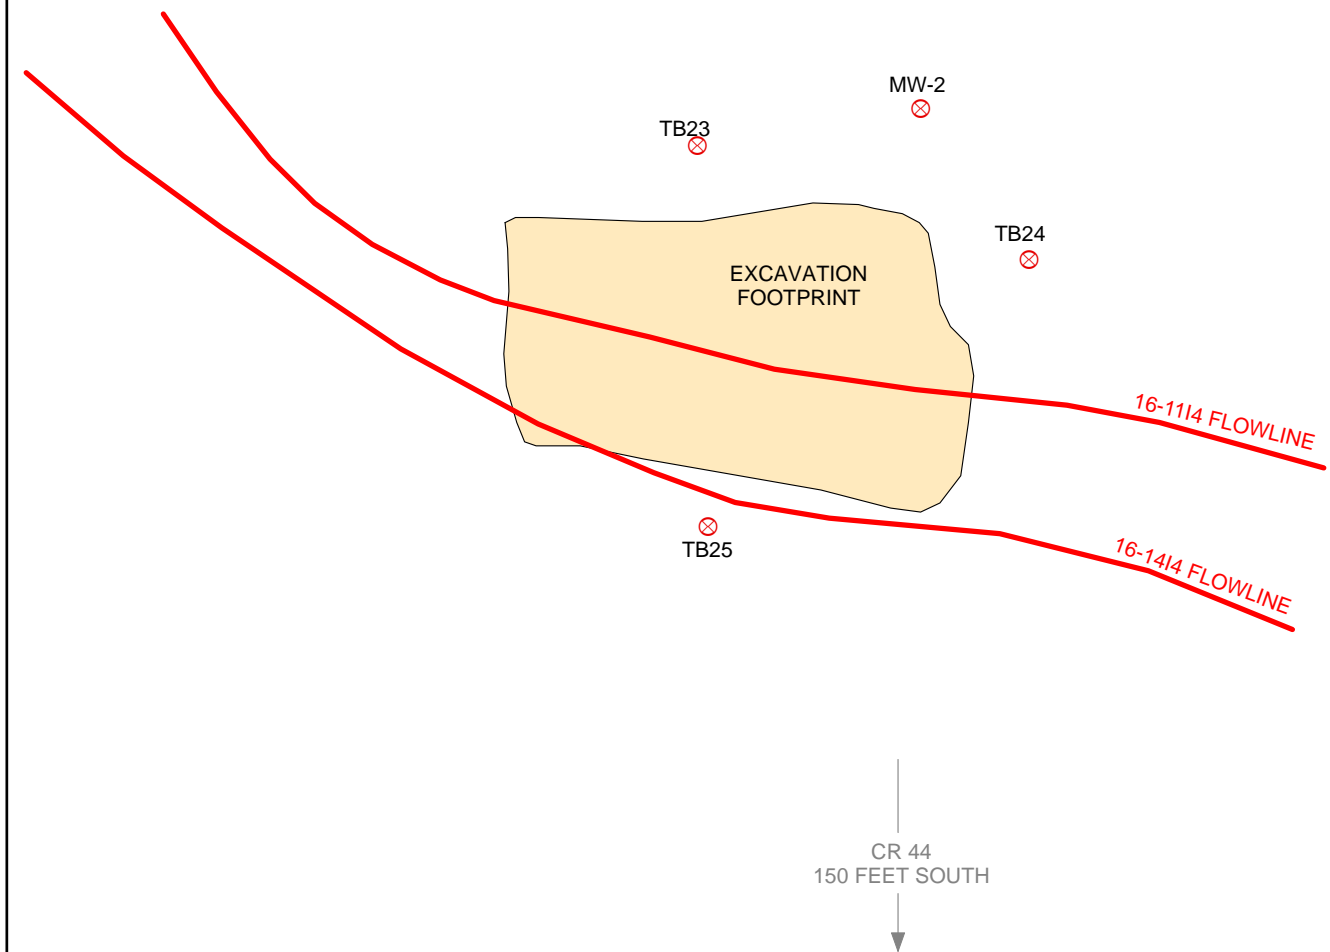 MW-2
TB23
TB24
EXCAVATION
FOOTPRINT
16-11I4 FLOWLINE
TB25
16-14I4 FLOWLINE
CR 44
150 FEET SOUTH